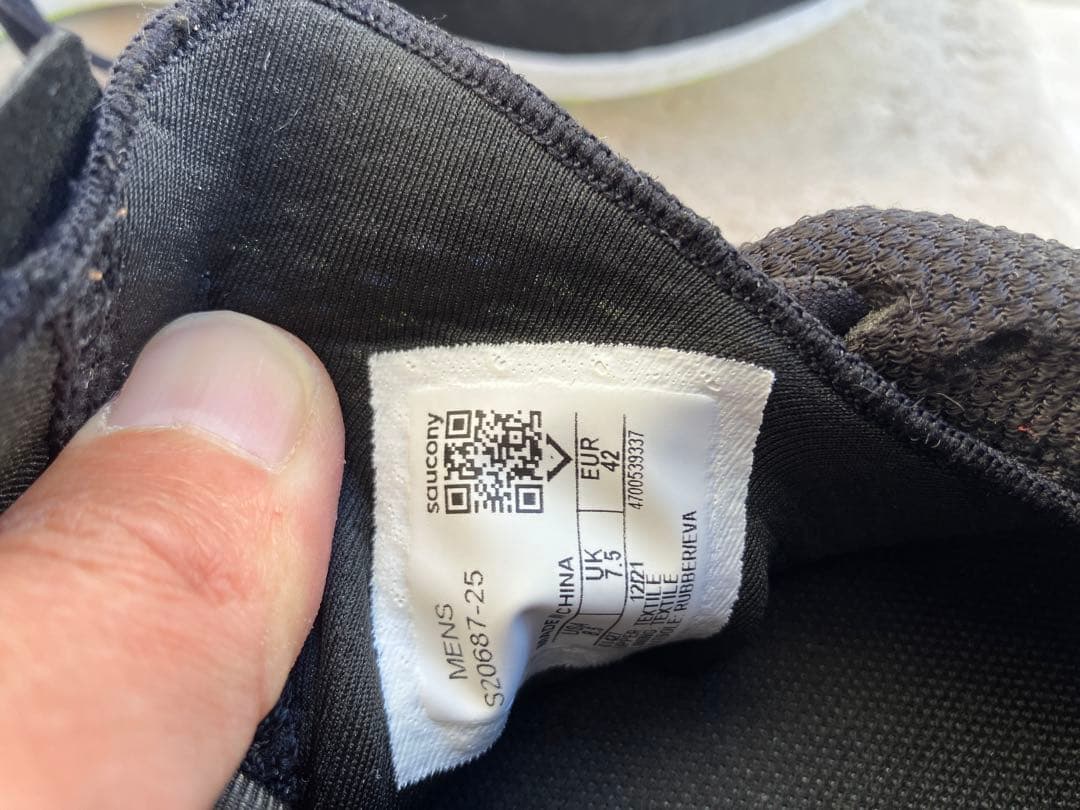 saucony
MENS
S20687-25
CHINA
UK EUR
7.5 42
12/21 4700539337
TEXTILE
TEXTILE
RUBBER/EVA